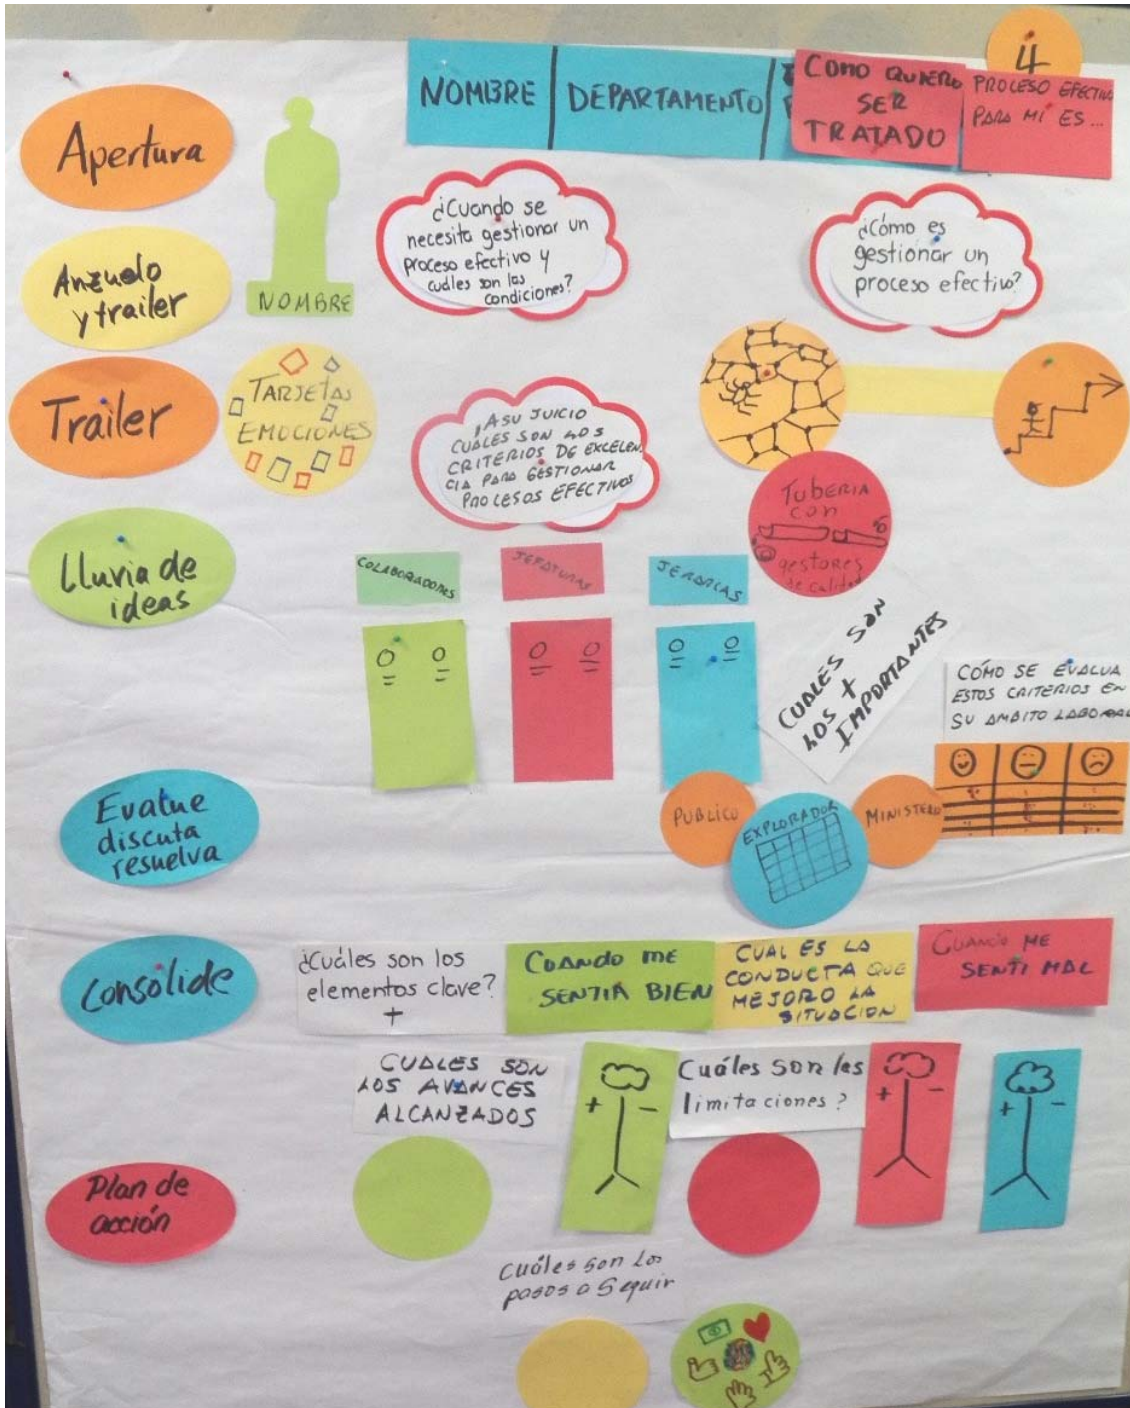 4
NOMBRE
DEPARTAMENTO
COMO QUIERO
SER
TRATADO
PROCESO EFECTIVO
PARA MÍ ES...
Apertura
¿Cuando se
necesita gestionar un
proceso efectivo y
cuáles son las
condiciones?
¿Cómo es
gestionar un
proceso efectivo?
Anzuelo
y trailer
NOMBRE
Trailer
TARJETAS
EMOCIONES
A SU JUICIO
CUALES SON LOS
CRITERIOS DE EXCELEN
CIA PARA GESTIONAR
PROCESOS EFECTIVOS
TUBERIA
CON
gestores
de calidad
Lluvia de
ideas
COLABORADORES
JEFATURAS
JERARCAS
CUALES SON
LOS +
IMPORTANTES
CÓMO SE EVALUA
ESTOS CRITERIOS EN
SU AMBITO LABORAL
Evalue
discuta
resuelva
PUBLICO
EXPLORADOR
MINISTERIO
Consolide
¿Cuáles son los
elementos clave?
+
CUANDO ME
SENTIA BIEN
CUAL ES LA
CONDUCTA QUE
MEJORO LA
SITUACION
CUANDO ME
SENTI MAL
CUALES SON
LOS AVANCES
ALCANZADOS
+ -
Cuáles son las
limitaciones?
+ -
+ -
Plan de
acción
Cuáles son los
pasos a seguir